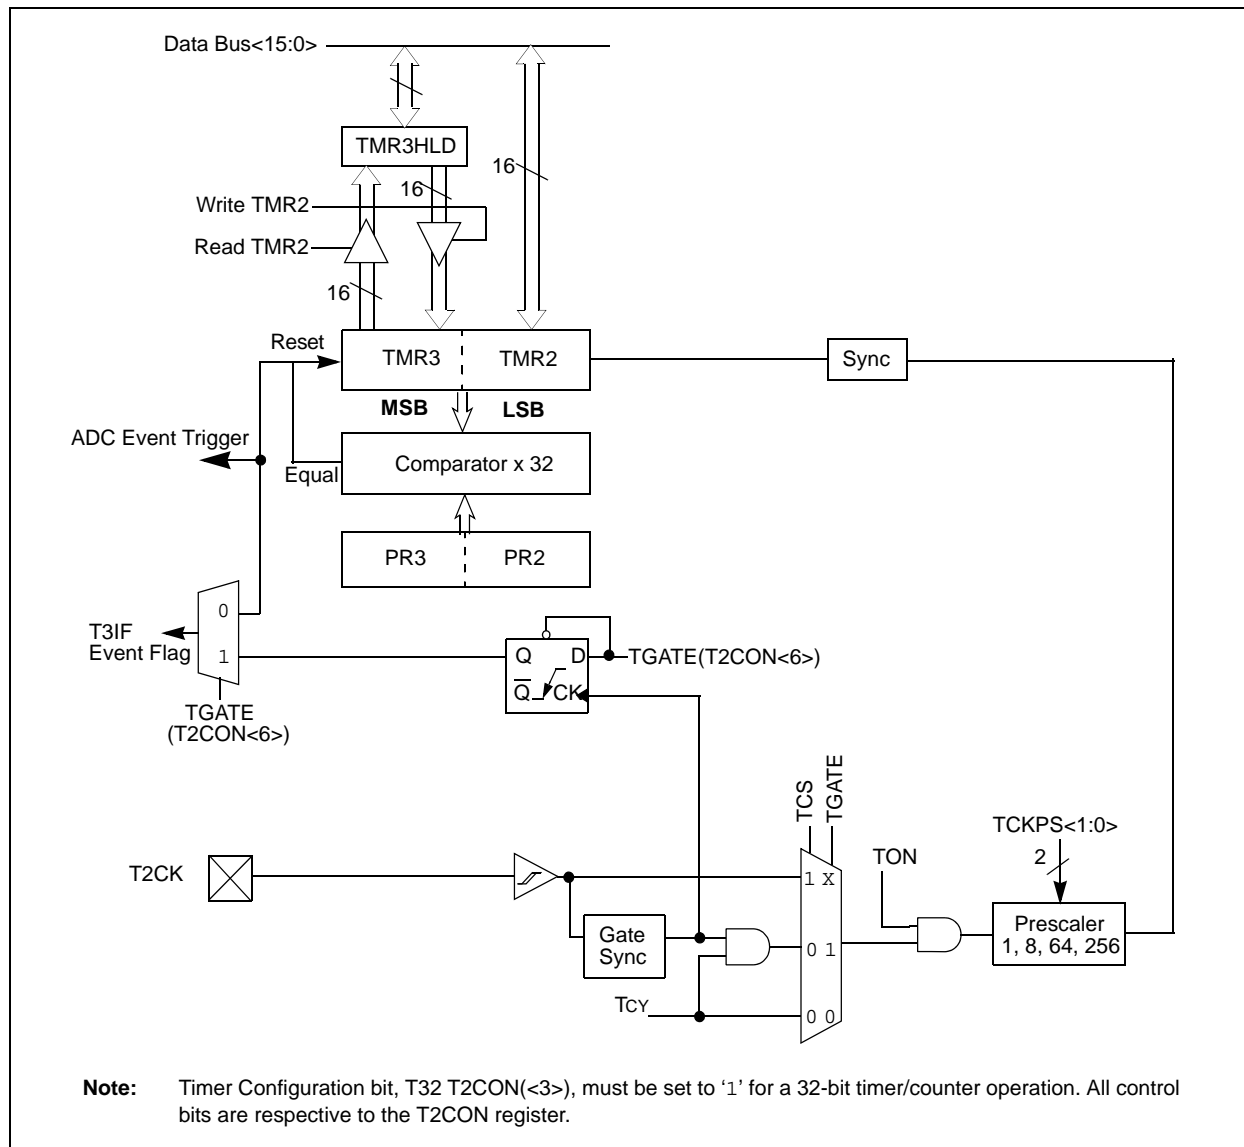 Data Bus<15:0>
TMR3HLD
16
16
Write TMR2
Read TMR2
16
Reset
TMR3
TMR2
Sync
MSB
LSB
ADC Event Trigger
Equal
Comparator x 32
PR3
PR2
0
T3IF
Event Flag
1
Q
D
TGATE(T2CON<6>)
Q
CK
TGATE
(T2CON<6>)
TCS
TGATE
TCKPS<1:0>
2
TON
T2CK
1 X
Gate
Sync
0 1
Prescaler
1, 8, 64, 256
TCY
0 0
Note: Timer Configuration bit, T32 T2CON(<3>), must be set to ‘1’ for a 32-bit timer/counter operation. All control
bits are respective to the T2CON register.